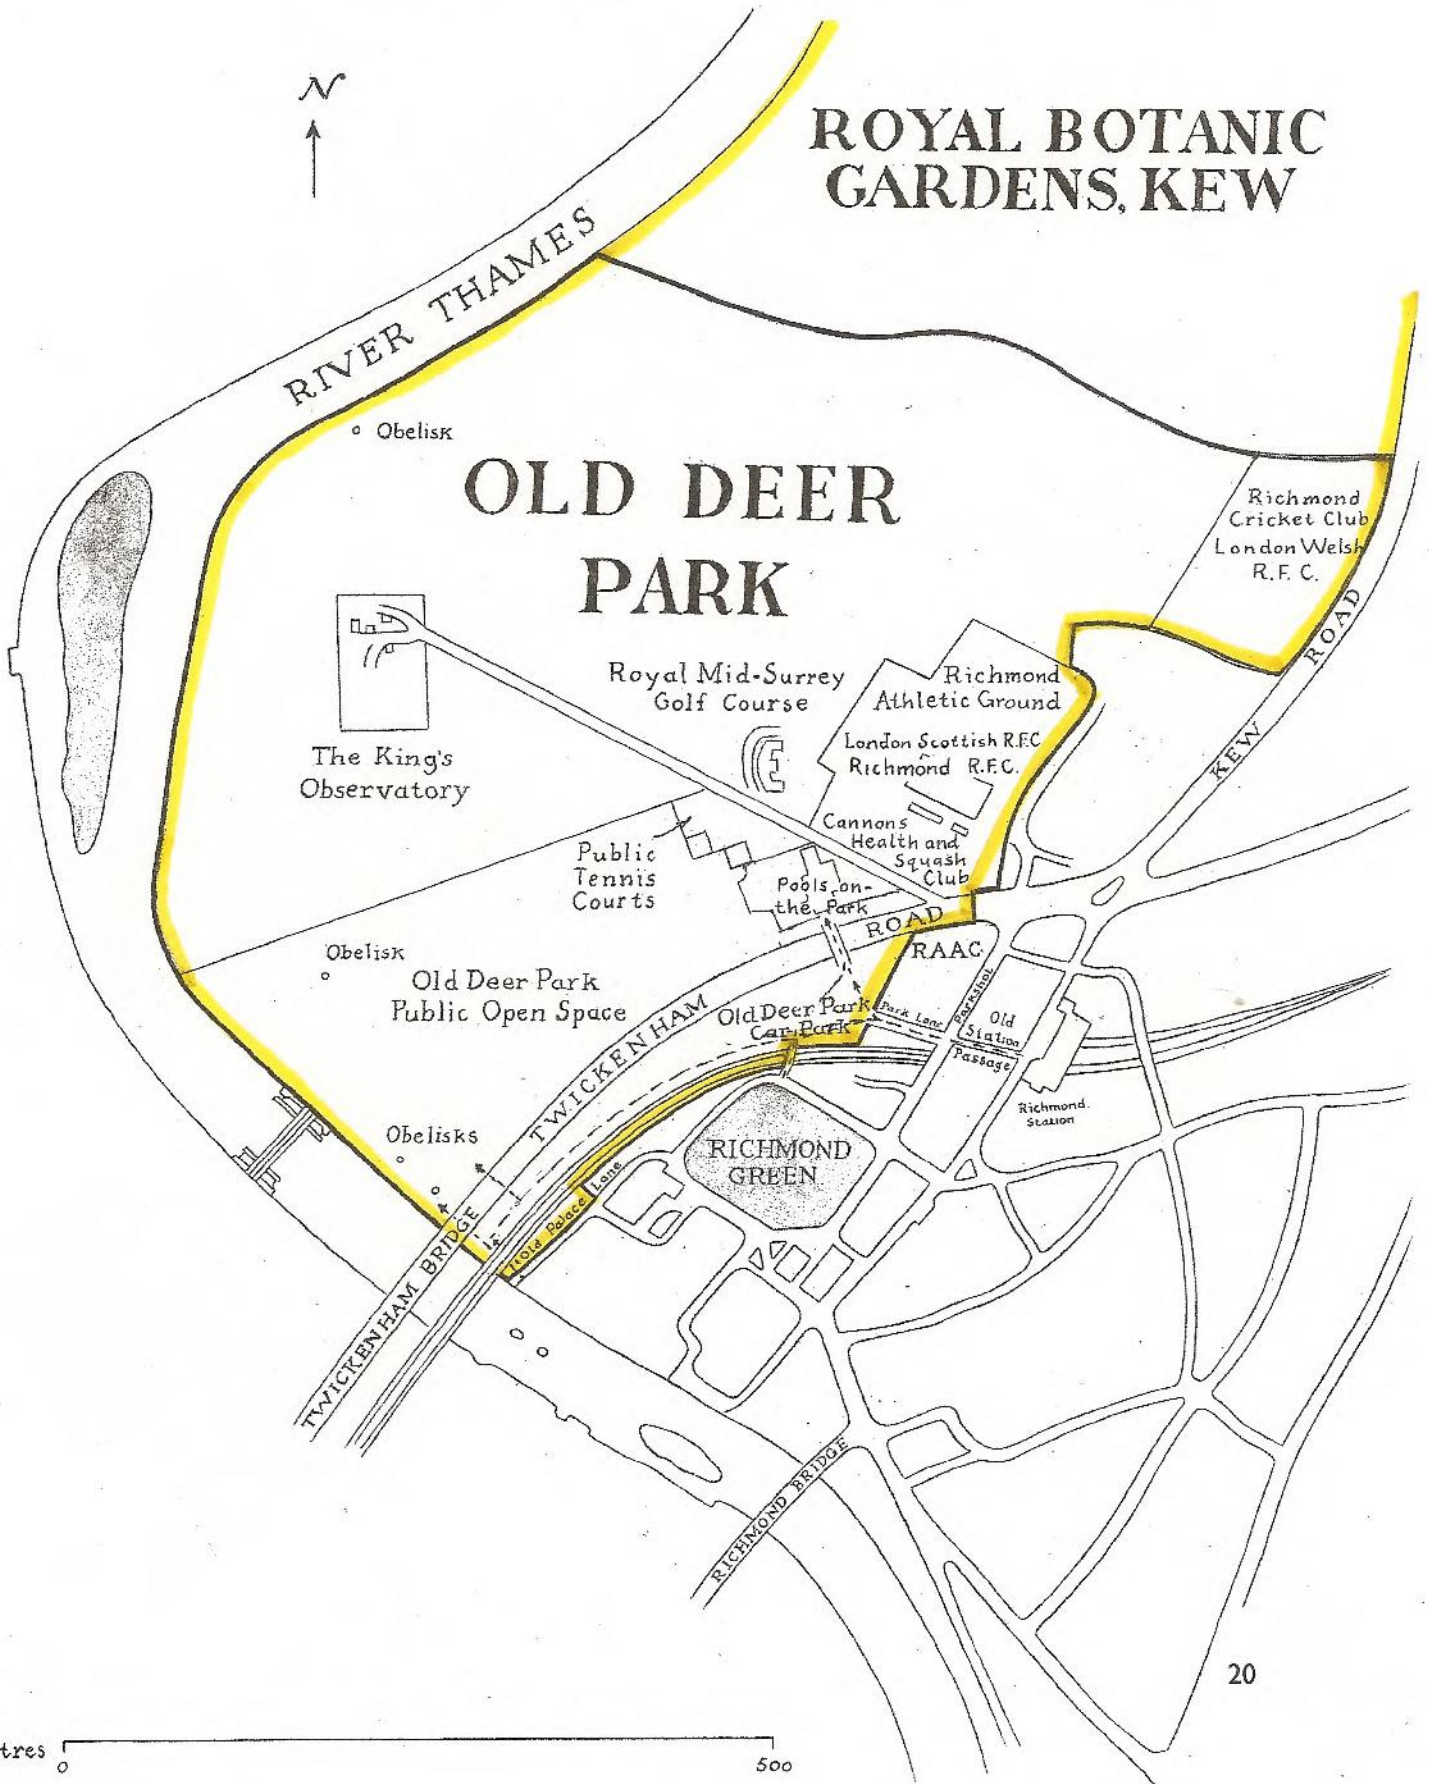 N
ROYAL BOTANIC
GARDENS, KEW
RIVER THAMES
Obelisk
OLD DEER
PARK
Richmond
Cricket Club
London Welsh
R.F.C.
KEW ROAD
The King's
Observatory
Royal Mid-Surrey
Golf Course
Richmond
Athletic Ground
London Scottish R.F.C
Richmond R.F.C.
Cannons
Health and
Squash
Club
Public
Tennis
Courts
Pools-on-
the Park
TWICKENHAM ROAD
RAAC
Obelisk
Old Deer Park
Public Open Space
Old Deer Park
Car Park
Park Lane
Parkshot
Old
Station
Passage
Richmond
Station
Obelisks
RICHMOND
GREEN
Old Palace Lane
TWICKENHAM BRIDGE
RICHMOND BRIDGE
20
tres
0
500